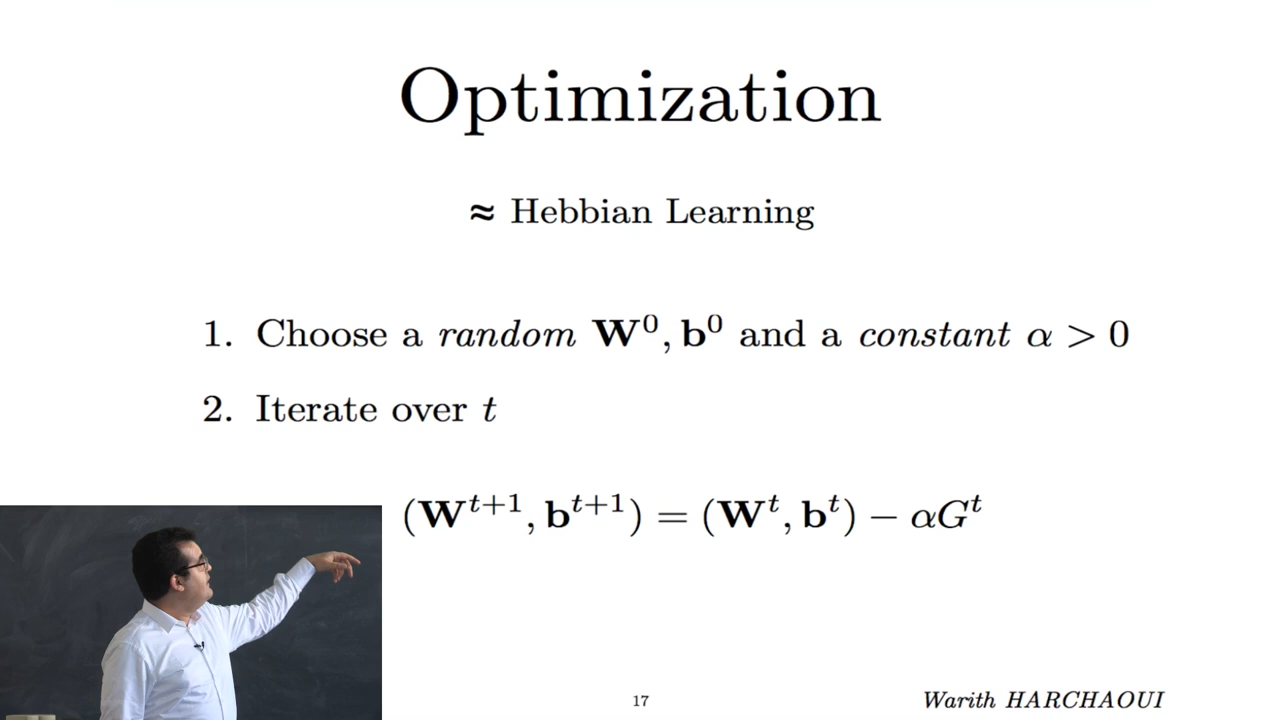 Optimization
≈ Hebbian Learning
1. Choose a random W⁰, b⁰ and a constant α > 0
2. Iterate over t
(Wᵗ⁺¹, bᵗ⁺¹) = (Wᵗ, bᵗ) − αGᵗ
17
Warith HARCHAOUI